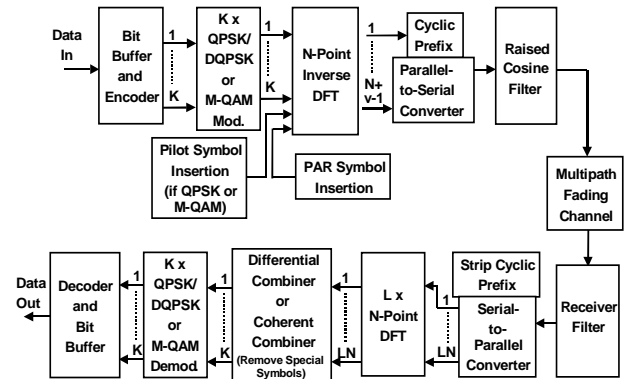 Data
In
Bit
Buffer
and
Encoder
1
K
K x
QPSK/
DQPSK
or
M-QAM
Mod.
1
K
N-Point
Inverse
DFT
1
N+
v-1
Cyclic
Prefix
Parallel-
to-Serial
Converter
Raised
Cosine
Filter
Pilot Symbol
Insertion
(if QPSK or
M-QAM)
PAR Symbol
Insertion
Multipath
Fading
Channel
Data
Out
Decoder
and
Bit
Buffer
1
K
K x
QPSK/
DQPSK
or
M-QAM
Demod.
1
K
Differential
Combiner
or
Coherent
Combiner
(Remove Special
Symbols)
1
LN
L x
N-Point
DFT
1
LN
Strip Cyclic
Prefix
Serial-
to-
Parallel
Converter
Receiver
Filter